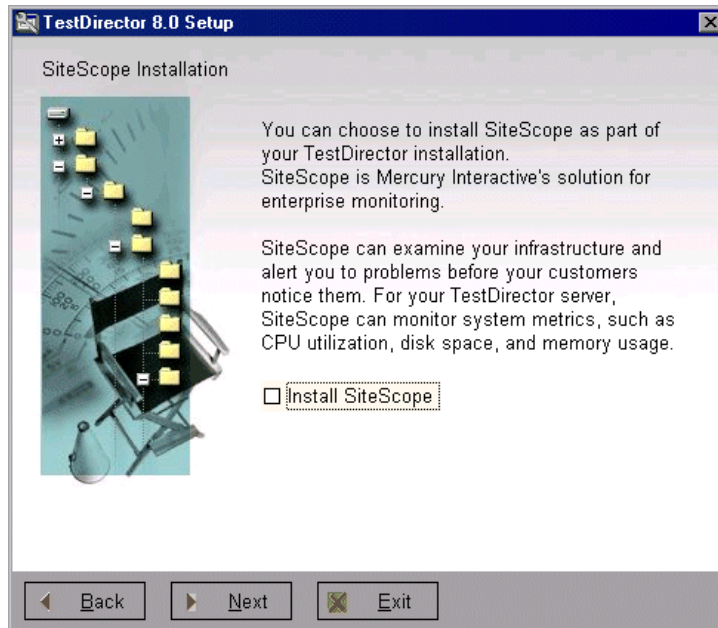 TestDirector 8.0 Setup
SiteScope Installation
You can choose to install SiteScope as part of
your TestDirector installation.
SiteScope is Mercury Interactive's solution for
enterprise monitoring.
SiteScope can examine your infrastructure and
alert you to problems before your customers
notice them. For your TestDirector server,
SiteScope can monitor system metrics, such as
CPU utilization, disk space, and memory usage.
Install SiteScope
Back
Next
Exit